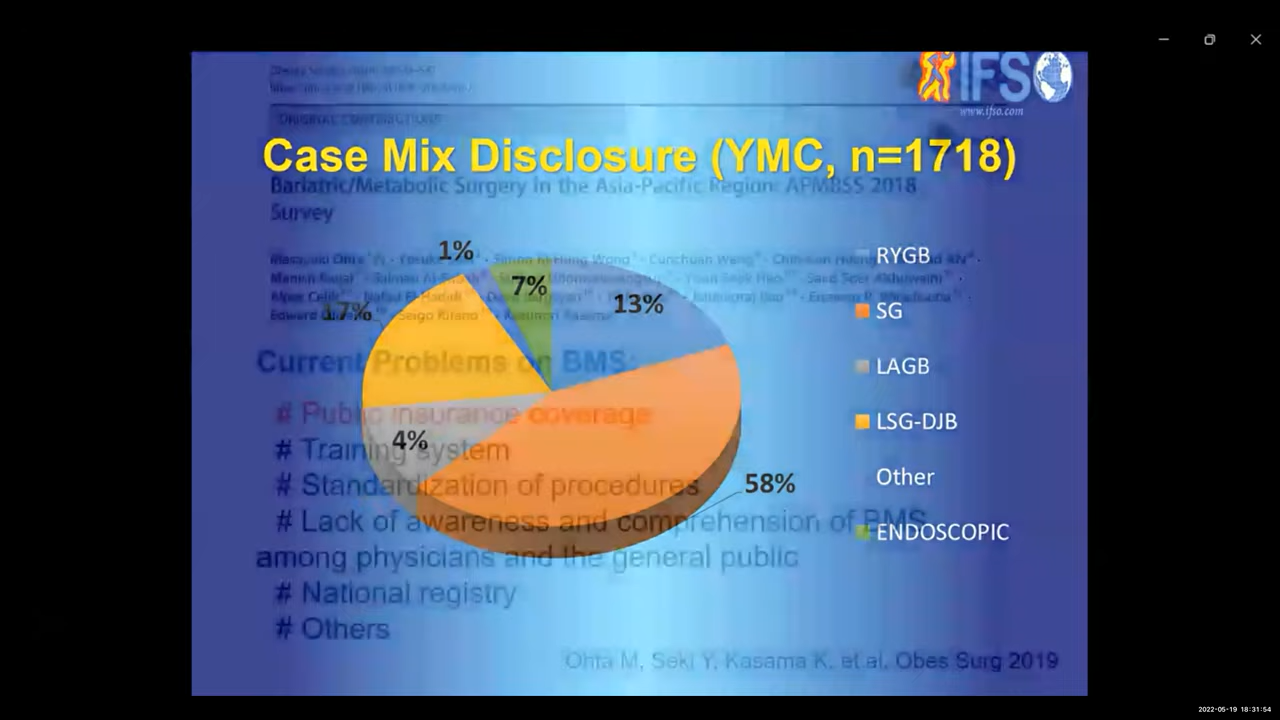 IFSO
www.ifso.com
ORIGINAL CONTRIBUTIONS
Case Mix Disclosure (YMC, n=1718)
Bariatric/Metabolic Surgery in the Asia-Pacific Region: APMBSS 2018
Survey
1%
7%
13%
17%
4%
58%
RYGB
SG
LAGB
LSG-DJB
Other
ENDOSCOPIC
Current Problems on BMS:
# Public insurance coverage
# Training system
# Standardization of procedures
# Lack of awareness and comprehension of BMS
among physicians and the general public
# National registry
# Others
Ohta M, Seki Y, Kasama K, et al, Obes Surg 2019
2022-05-19 18:31:54